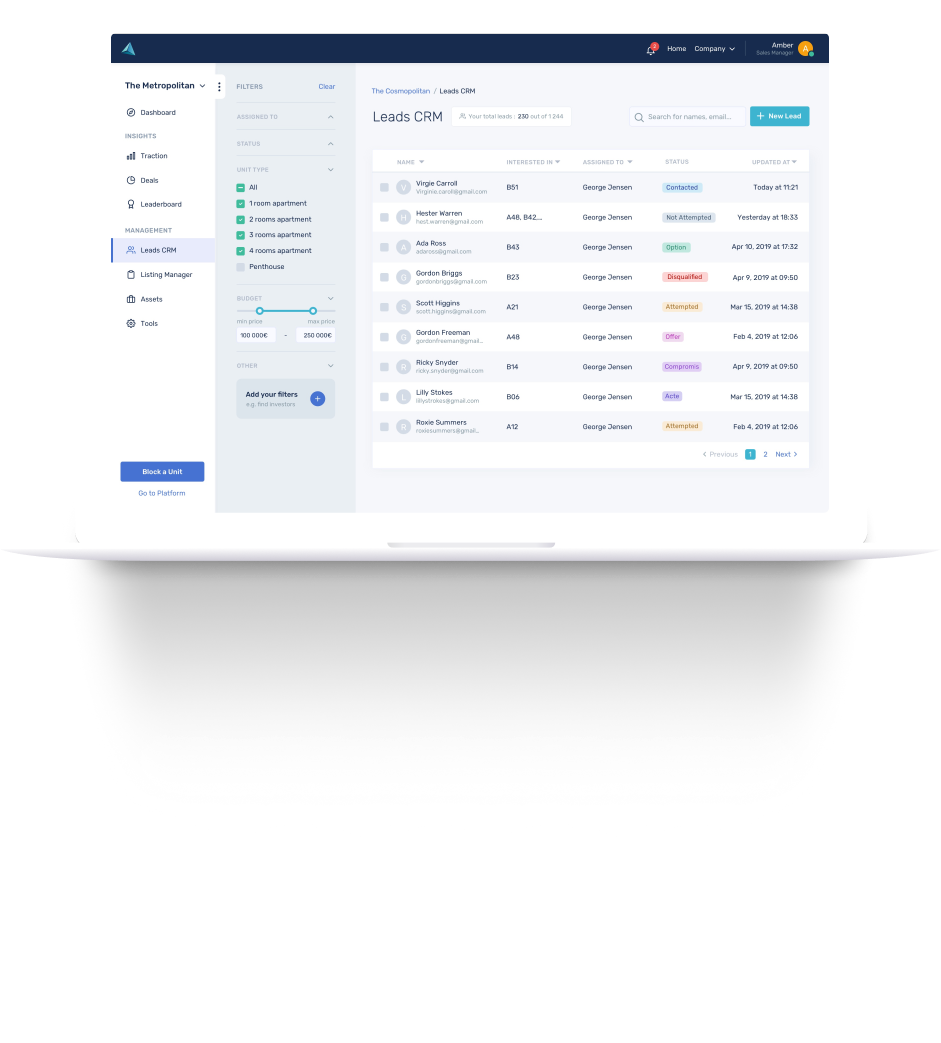 2
Home
Company
Amber
Sales Manager
A
The Metropolitan
Dashboard
INSIGHTS
Traction
Deals
Leaderboard
MANAGEMENT
Leads CRM
Listing Manager
Assets
Tools
Block a Unit
Go to Platform
FILTERS
Clear
ASSIGNED TO
STATUS
UNIT TYPE
All
1 room apartment
2 rooms apartment
3 rooms apartment
4 rooms apartment
Penthouse
BUDGET
min price max price
100 000€ - 250 000€
OTHER
Add your filters
e.g. find investors
The Cosmopolitan / Leads CRM
Leads CRM
Your total leads : 230 out of 1 244
Search for names, email...
New Lead
NAME INTERESTED IN ASSIGNED TO STATUS UPDATED AT
V Virgie Carroll B51 George Jensen Contacted Today at 11:21
Virginie.caroll@gmail.com
H Hester Warren A48, B42,... George Jensen Not Attempted Yesterday at 18:33
hest.warren@gmail.com
A Ada Ross B43 George Jensen Option Apr 10, 2019 at 17:32
adaross@gmail.com
G Gordon Briggs B23 George Jensen Disqualified Apr 9, 2019 at 09:50
gordonbriggs@gmail.com
S Scott Higgins A21 George Jensen Attempted Mar 15, 2019 at 14:38
scott.higgins@gmail.com
G Gordon Freeman A48 George Jensen Offer Feb 4, 2019 at 12:06
gordonfreeman@gmail...
R Ricky Snyder B14 George Jensen Compromis Apr 9, 2019 at 09:50
ricky.snyder@gmail.com
L Lilly Stokes B06 George Jensen Acte Mar 15, 2019 at 14:38
lillystrokes@gmail.com
R Roxie Summers A12 George Jensen Attempted Feb 4, 2019 at 12:06
roxiesummers@gmail...
Previous 1 2 Next